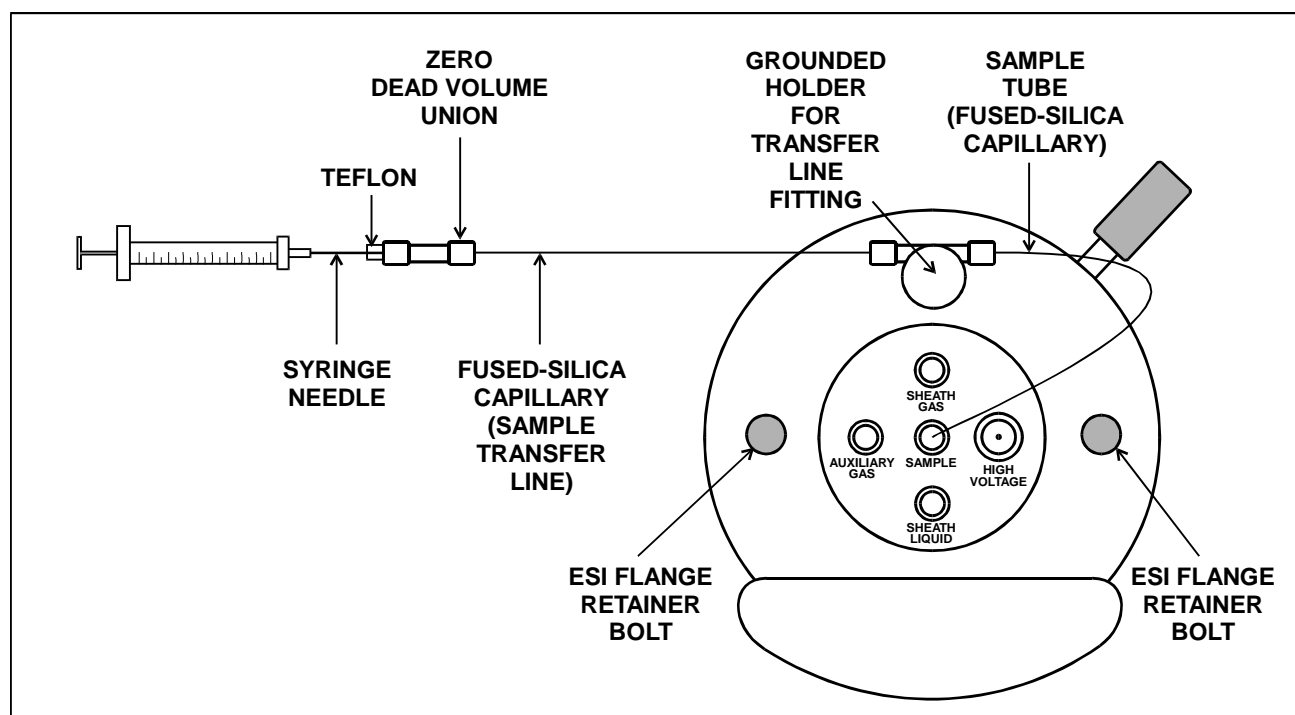 ZERO
DEAD VOLUME
UNION
GROUNDED
HOLDER
FOR
TRANSFER
LINE
FITTING
SAMPLE
TUBE
(FUSED-SILICA
CAPILLARY)
TEFLON
SYRINGE
NEEDLE
FUSED-SILICA
CAPILLARY
(SAMPLE
TRANSFER
LINE)
SHEATH
GAS
AUXILIARY
GAS
SAMPLE
HIGH
VOLTAGE
SHEATH
LIQUID
ESI FLANGE
RETAINER
BOLT
ESI FLANGE
RETAINER
BOLT